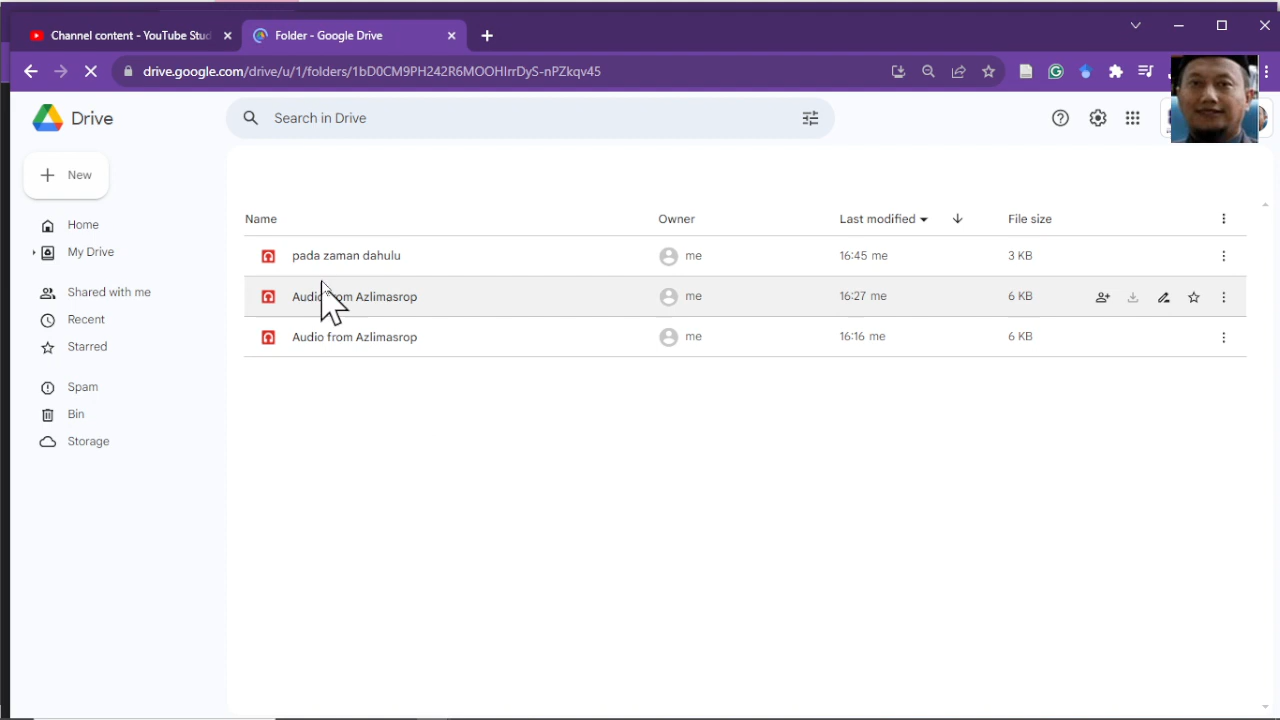 Channel content - YouTube Stud
Folder - Google Drive
drive.google.com/drive/u/1/folders/1bD0CM9PH242R6MOOHIrrDyS-nPZkqv45
Drive
Search in Drive
New
Home
My Drive
Shared with me
Recent
Starred
Spam
Bin
Storage
Name Owner Last modified File size
pada zaman dahulu me 16:45 me 3 KB
Audio from Azlimasrop me 16:27 me 6 KB
Audio from Azlimasrop me 16:16 me 6 KB